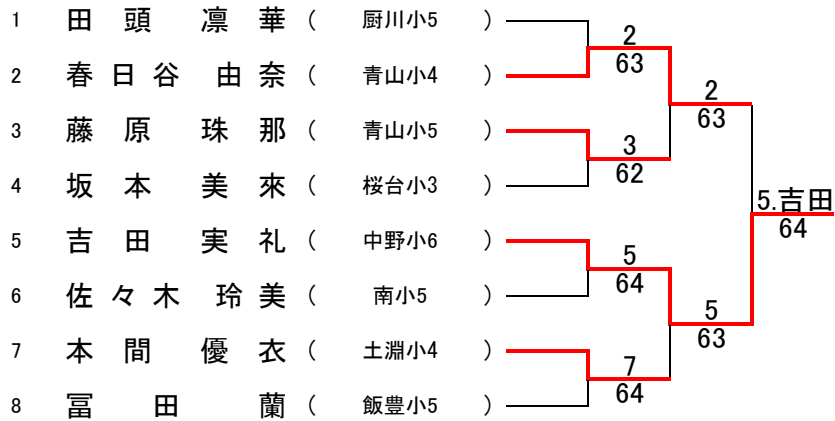 1 田 頭 凛 華 ( 厨川小5 )
2 春 日 谷 由 奈 ( 青山小4 )
3 藤 原 珠 那 ( 青山小5 )
4 坂 本 美 來 ( 桜台小3 )
5 吉 田 実 礼 ( 中野小6 )
6 佐 々 木 玲 美 ( 南小5 )
7 本 間 優 衣 ( 土淵小4 )
8 冨 田 蘭 ( 飯豊小5 )
2
63
3
62
5
64
7
64
2
63
5
63
5.吉田
64